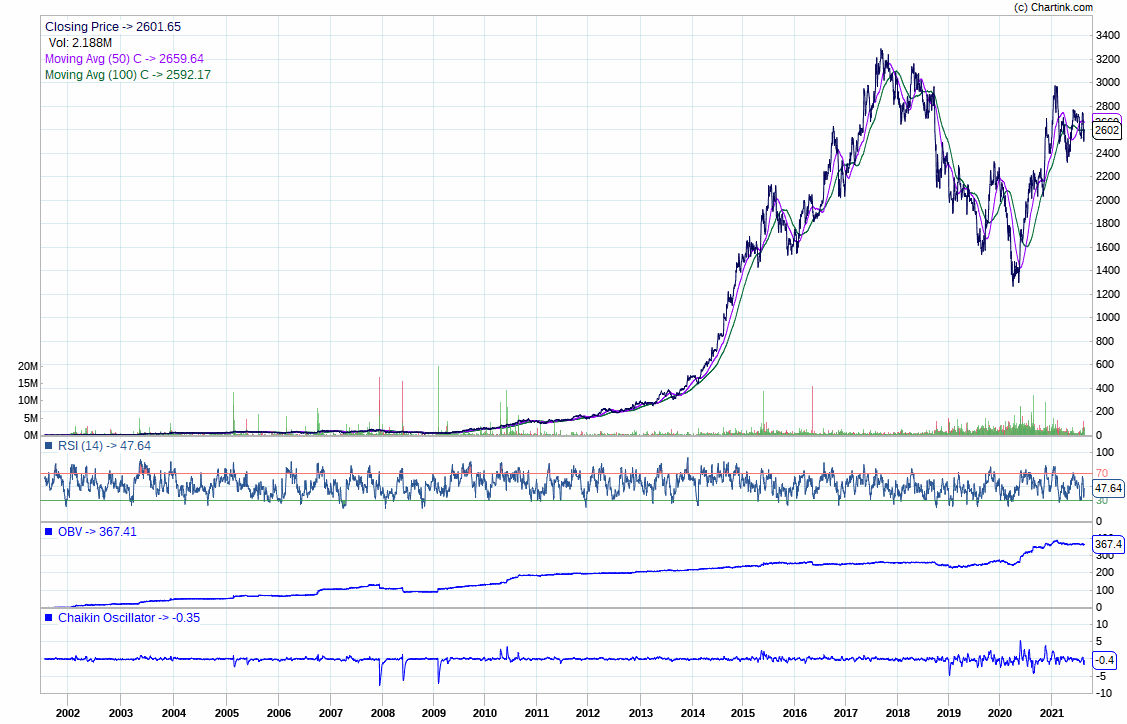 (c) Chartink.com
Closing Price -> 2601.65
Vol: 2.188M
Moving Avg (50) C -> 2659.64
Moving Avg (100) C -> 2592.17
3400
3200
3000
2800
2602
2400
2200
2000
1800
1600
1400
1200
1000
800
600
400
200
0
20M
15M
10M
5M
0M
RSI (14) -> 47.64
100
70
47.64
30
0
OBV -> 367.41
367.4
300
200
100
0
Chaikin Oscillator -> -0.35
10
5
-0.4
-5
-10
2002 2003 2004 2005 2006 2007 2008 2009 2010 2011 2012 2013 2014 2015 2016 2017 2018 2019 2020 2021